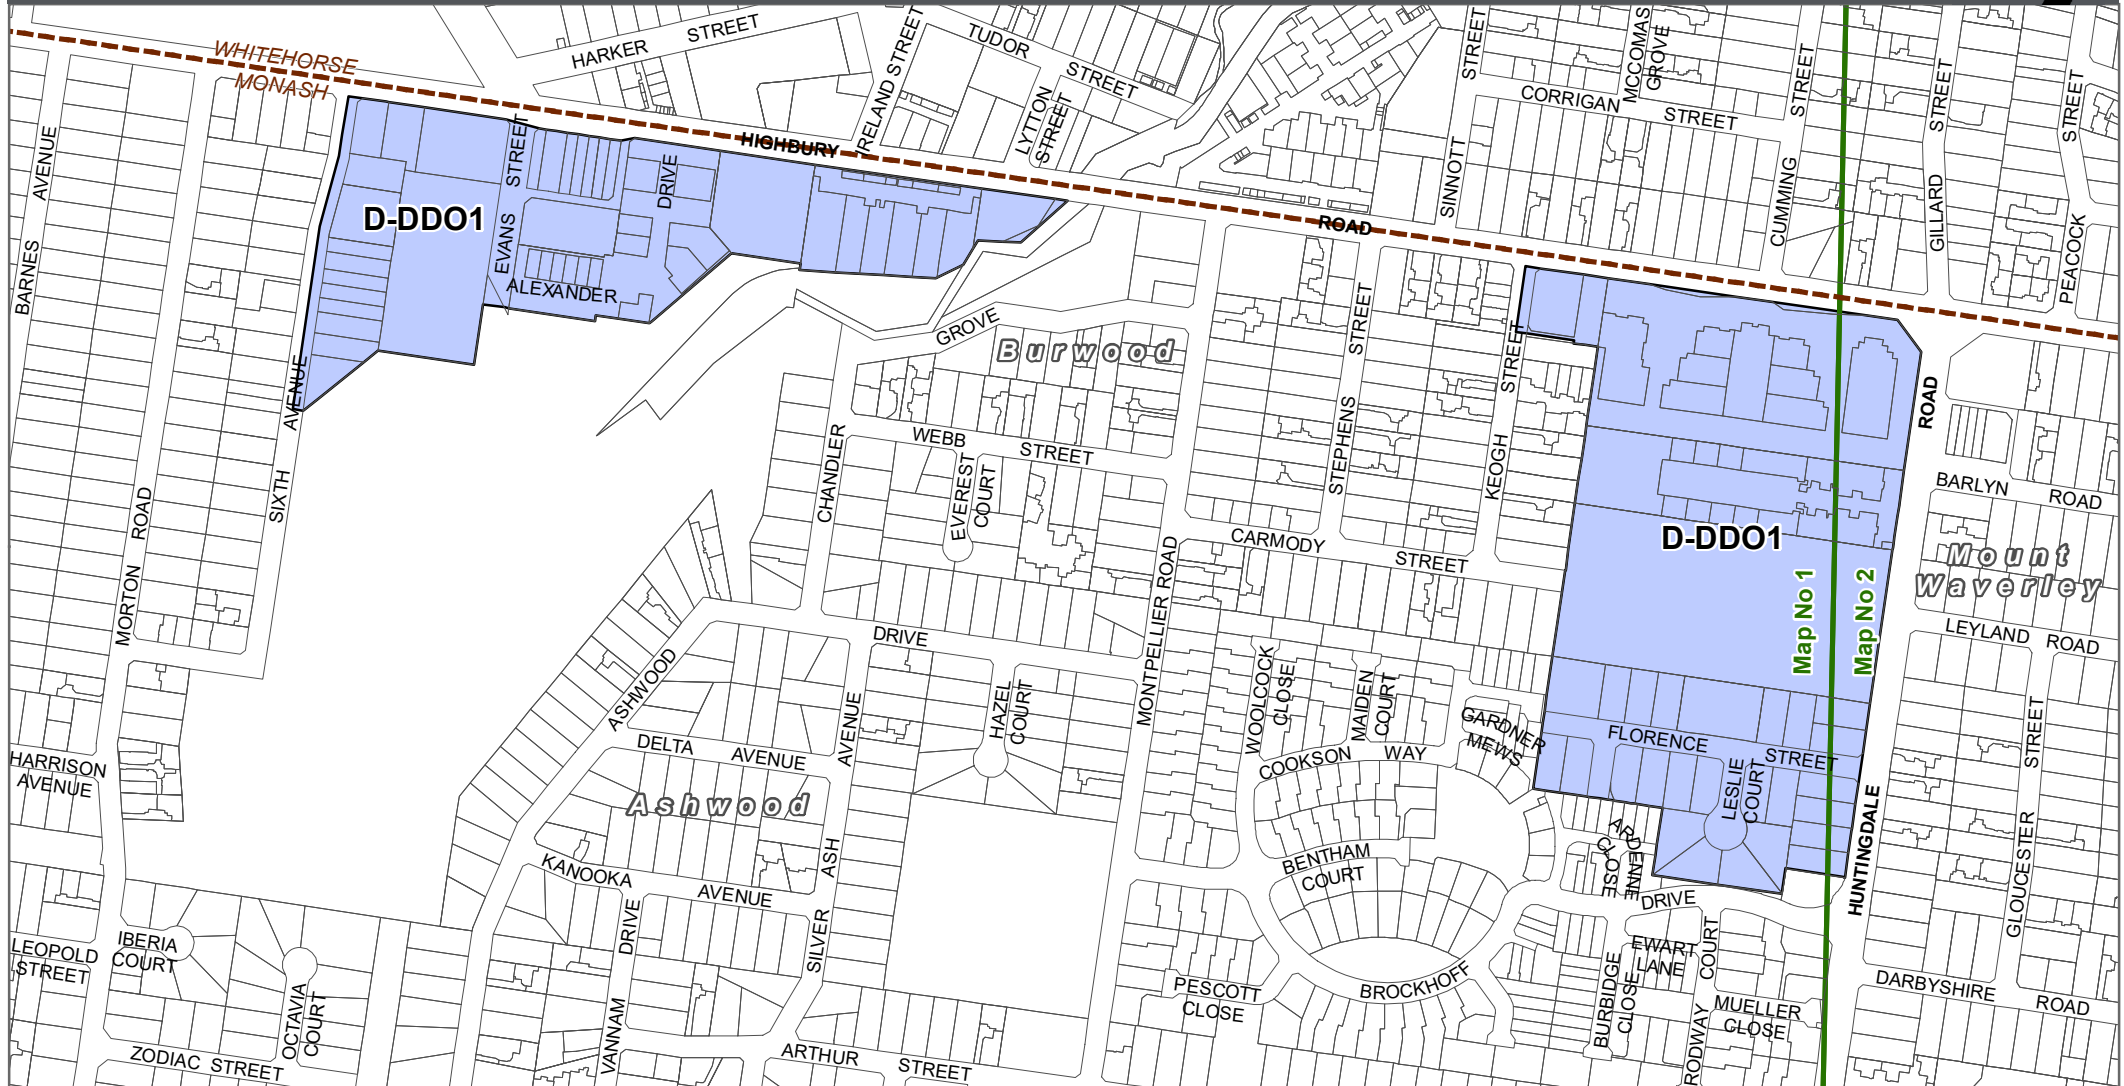 WHITEHORSE
MONASH
HARKER STREET
IRELAND STREET
TUDOR STREET
LYTTON STREET
STREET
MCCOMAS GROVE
CORRIGAN STREET
STREET
STREET
STREET
HIGHBURY
ROAD
SINNOTT
CUMMING
GILLARD
PEACOCK
AVENUE
BARNES
D-DDO1
STREET
EVANS
DRIVE
ALEXANDER
AVENUE
SIXTH
MORTON ROAD
GROVE
Burwood
STREET
STEPHENS
STREET
KEOGH
ROAD
CHANDLER
WEBB STREET
EVEREST COURT
CARMODY STREET
MONTPELLIER ROAD
D-DDO1
Map No 1
Map No 2
BARLYN ROAD
Mount
Waverley
LEYLAND ROAD
ASHWOOD
DRIVE
HAZEL COURT
WOOLCOCK CLOSE
MAIDEN COURT
GARDNER MEWS
COOKSON WAY
FLORENCE STREET
LESLIE COURT
STREET
GLOUCESTER
HUNTINGDALE
DELTA AVENUE
AVENUE
ASH
SILVER
Ashwood
HARRISON
AVENUE
KANOOKA AVENUE
DRIVE
VANNAM
BENTHAM
COURT
ARDENNE CLOSE
DRIVE
BROCKHOFF
LEOPOLD
STREET
IBERIA
COURT
OCTAVIA COURT
ZODIAC STREET
ARTHUR STREET
PESCOTT
CLOSE
BURBIDGE CLOSE
EWART
LANE
COURT
RODWAY
MUELLER
CLOSE
DARBYSHIRE ROAD